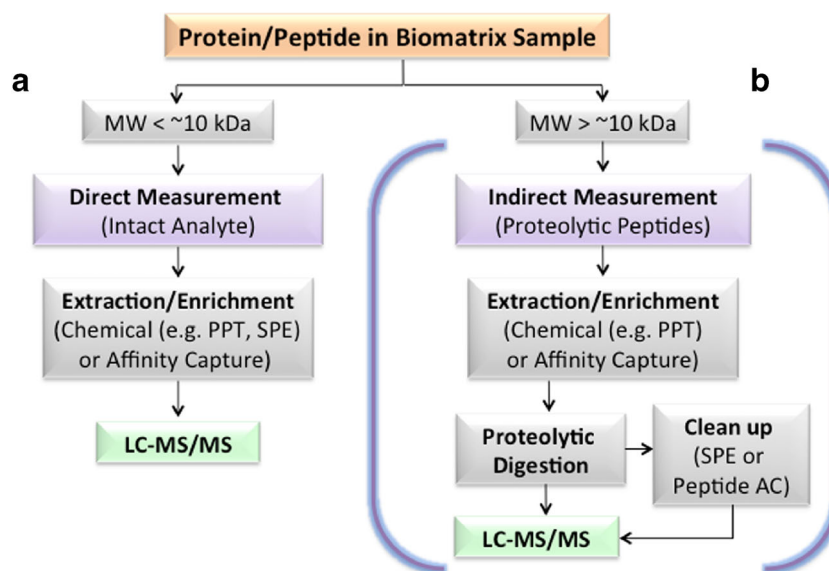 Protein/Peptide in Biomatrix Sample
a
MW < ~10 kDa
Direct Measurement
(Intact Analyte)
Extraction/Enrichment
(Chemical (e.g. PPT, SPE)
or Affinity Capture)
LC-MS/MS
b
MW > ~10 kDa
Indirect Measurement
(Proteolytic Peptides)
Extraction/Enrichment
(Chemical (e.g. PPT)
or Affinity Capture)
Proteolytic
Digestion
Clean up
(SPE or
Peptide AC)
LC-MS/MS